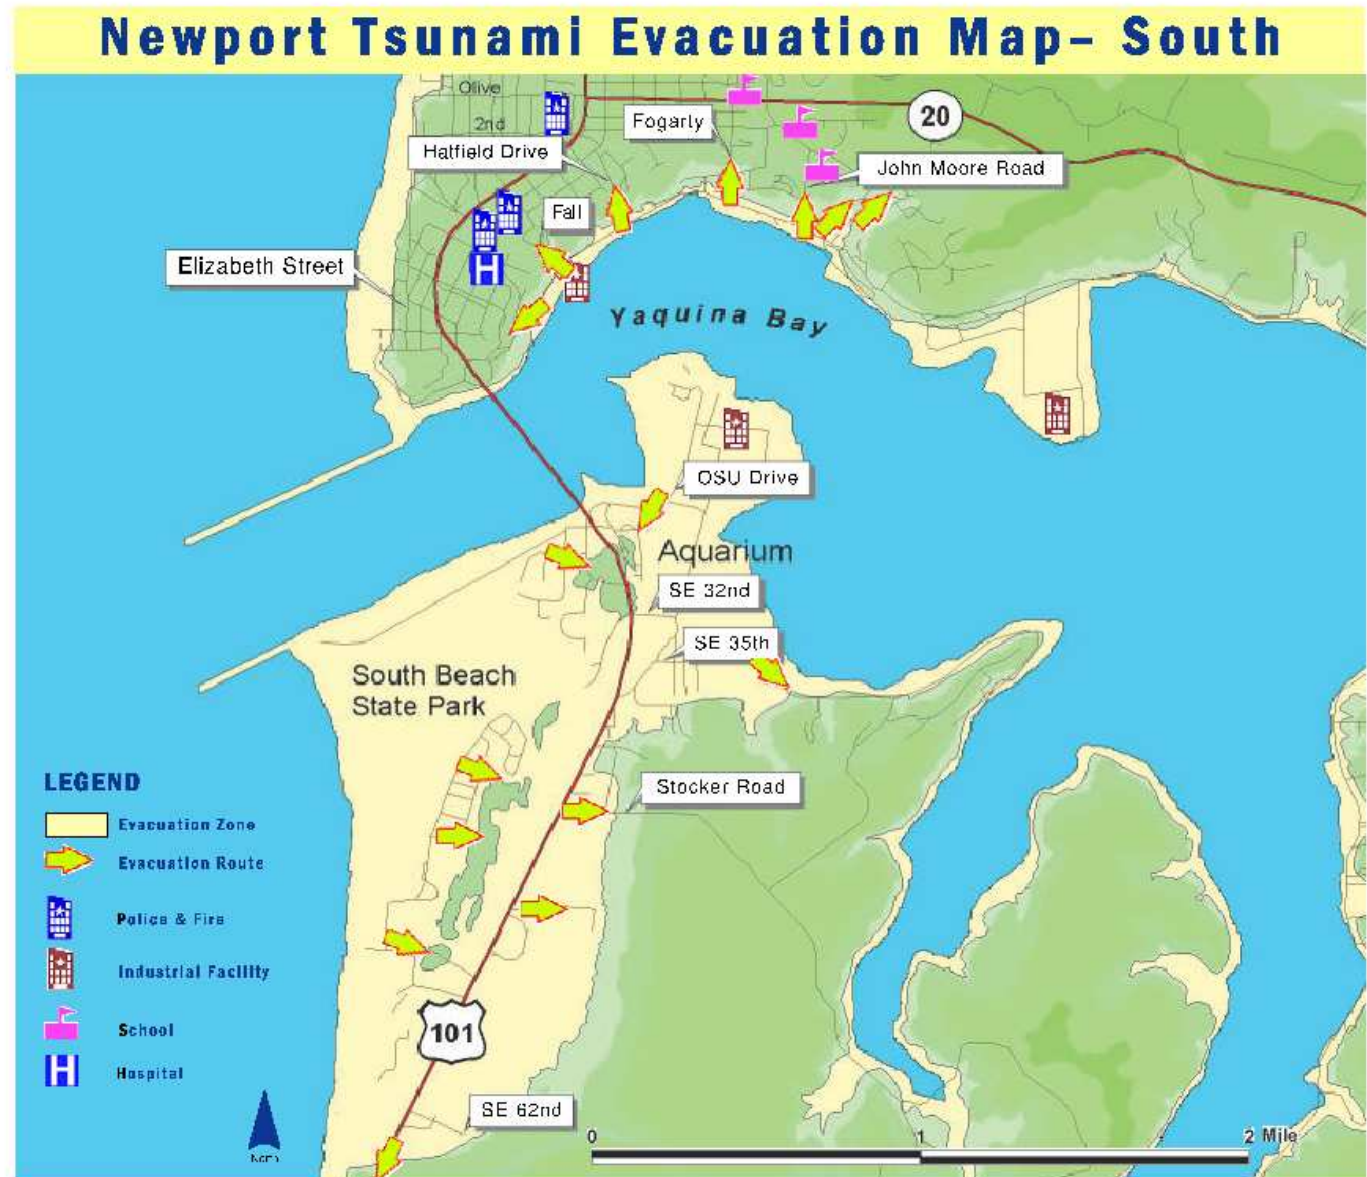 Newport Tsunami Evacuation Map– South
Olive
2nd
Fogarty
20
Hatfield Drive
John Moore Road
Fall
Elizabeth Street
H
Yaquina Bay
OSU Drive
Aquarium
SE 32nd
SE 35th
South Beach
State Park
Stocker Road
LEGEND
Evacuation Zone
Evacuation Route
Police & Fire
Industrial Facility
School
H Hospital
101
SE 62nd
North
0 1 2 Mile